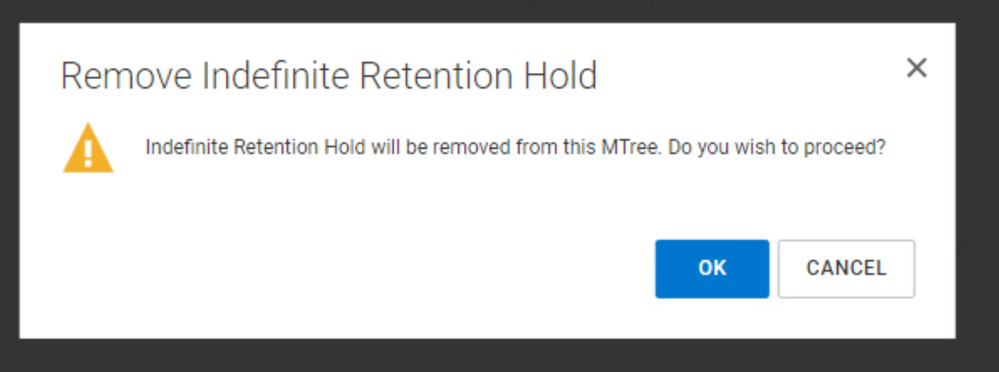 Remove Indefinite Retention Hold
Indefinite Retention Hold will be removed from this MTree. Do you wish to proceed?
OK
CANCEL